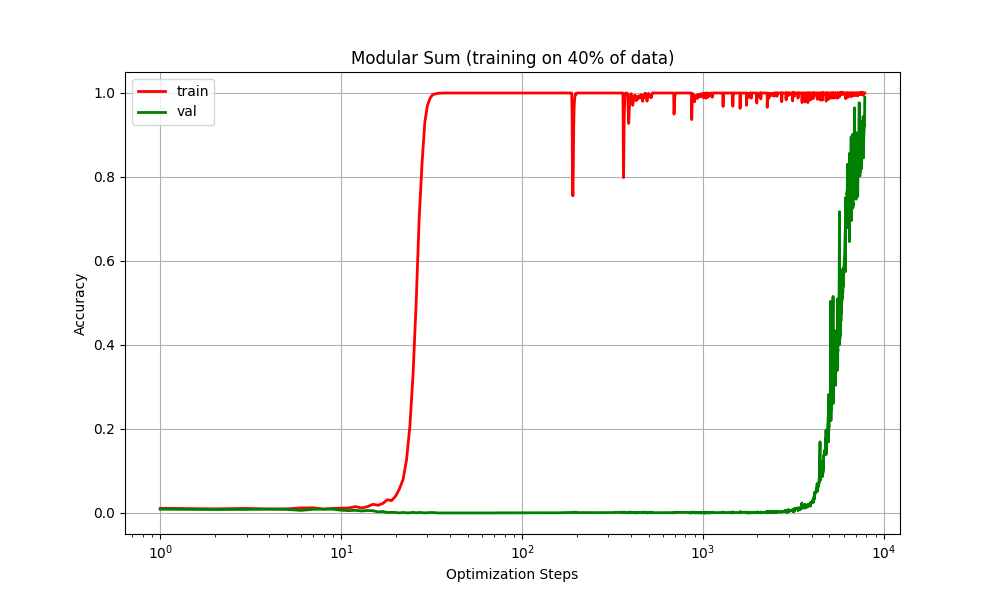 Modular Sum (training on 40% of data)
train
val
1.0
0.8
0.6
0.4
0.2
0.0
Accuracy
10⁰
10¹
10²
10³
10⁴
Optimization Steps